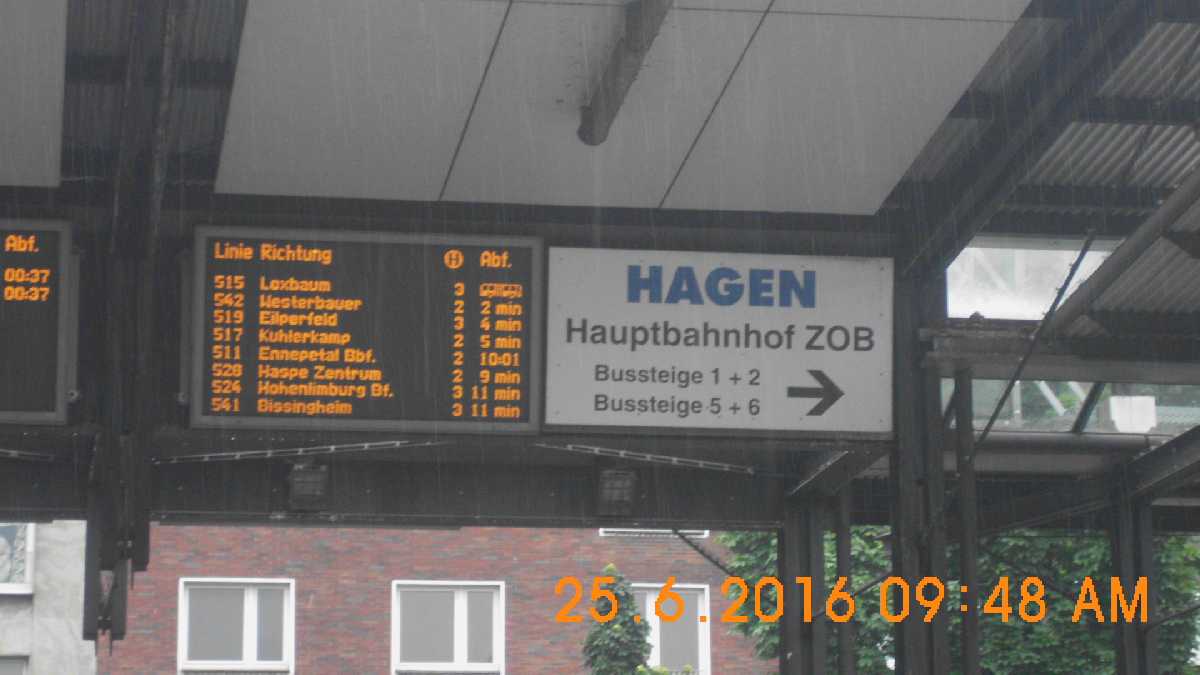 Abf.
00:37
00:37
Linie Richtung H Abf.
515 Loxbaum 3
542 Westerbauer 2 2 min
519 Eilperfeld 3 4 min
517 Kuhlerkamp 2 5 min
511 Ennepetal Bbf. 2 10:01
528 Haspe Zentrum 2 9 min
524 Hohenlimburg Bf. 3 11 min
541 Bissingheim 3 11 min
HAGEN
Hauptbahnhof ZOB
Bussteige 1 + 2
Bussteige 5 + 6
25.6.2016 09:48 AM